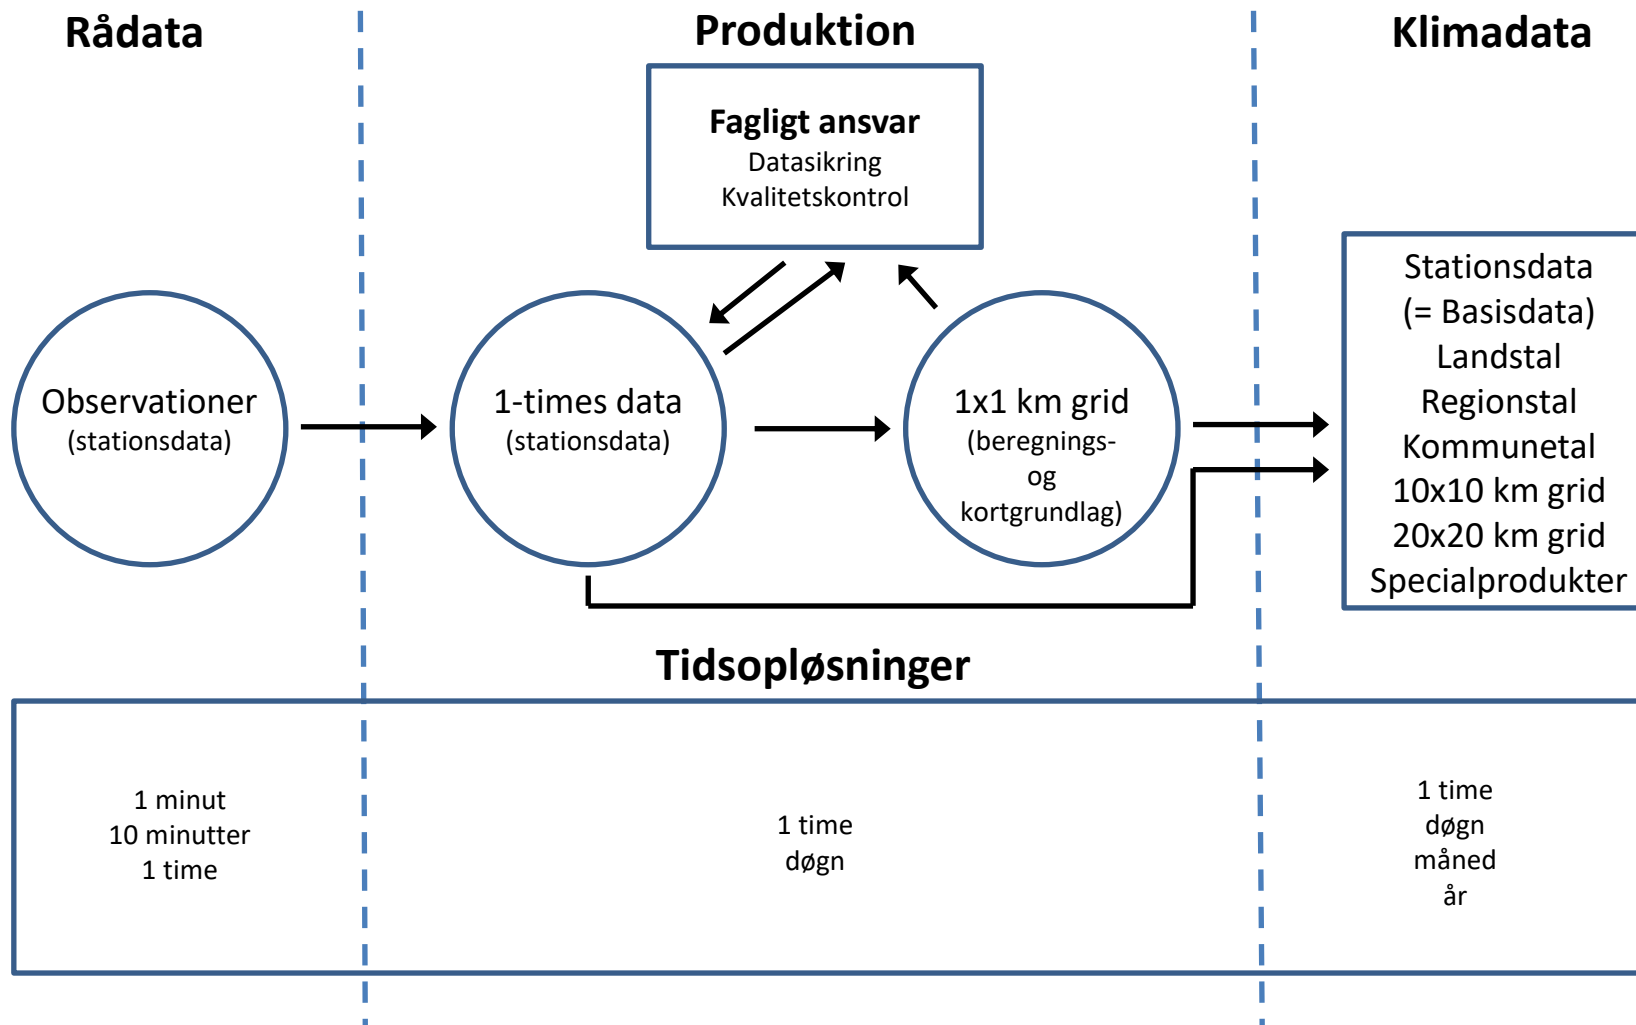 Rådata
Produktion
Klimadata
Fagligt ansvar
Datasikring
Kvalitetskontrol
Observationer
(stationsdata)
1-times data
(stationsdata)
1x1 km grid
(beregnings-
og
kortgrundlag)
Stationsdata
(= Basisdata)
Landstal
Regionstal
Kommunetal
10x10 km grid
20x20 km grid
Specialprodukter
Tidsopløsninger
1 minut
10 minutter
1 time
1 time
døgn
1 time
døgn
måned
år